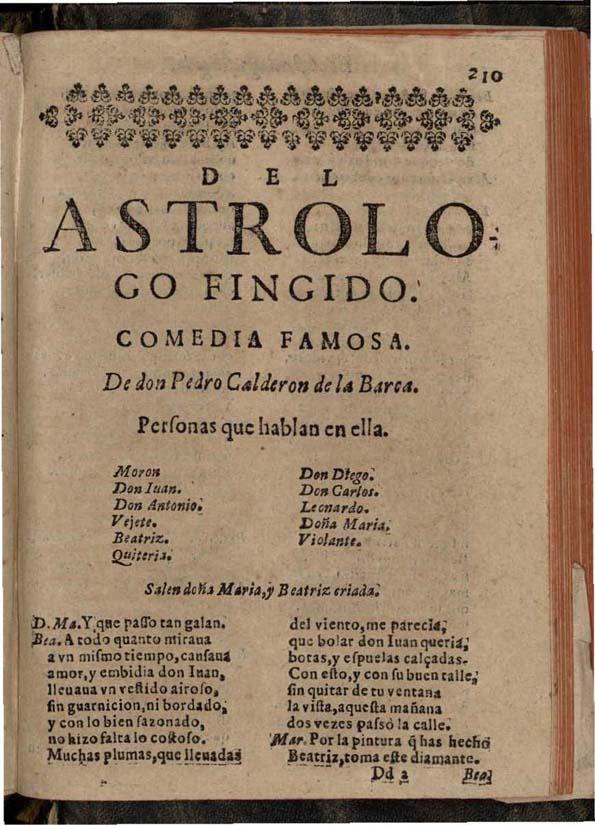 210
DEL
ASTROLO-
GO FINGIDO.
COMEDIA FAMOSA.
De don Pedro Calderon de la Barca.
Perſonas que hablan en ella.
Moron
Don Iuan.
Don Antonio.
Vejete.
Beatriz.
Quiteria.
Don Diego.
Don Carlos.
Leonardo.
Doña Maria.
Violante.
Salen doña Maria, y Beatriz criada.
D. Ma. Y que paſſo tan galan.
Bea. A todo quanto miraua
a vn miſmo tiempo, cauſaua
amor, y embidia don Iuan,
lleuaua vn veſtido airoſo,
ſin guarnicion, ni bordado,
y con lo bien ſazonado,
no hizo falta lo coſtoſo.
Muchas plumas, que lleuadas
del viento, me parecia,
que bolar don Iuan queria,
botas, y eſpuelas calçadas.
Con eſto, y con ſu buen talle,
ſin quitar de tu ventana
la viſta, aqueſta mañana
dos vezes paſsò la calle.
Mar. Por la pintura q̃ has hecho
Beatriz, toma eſte diamante.
Dd 2
Bea.